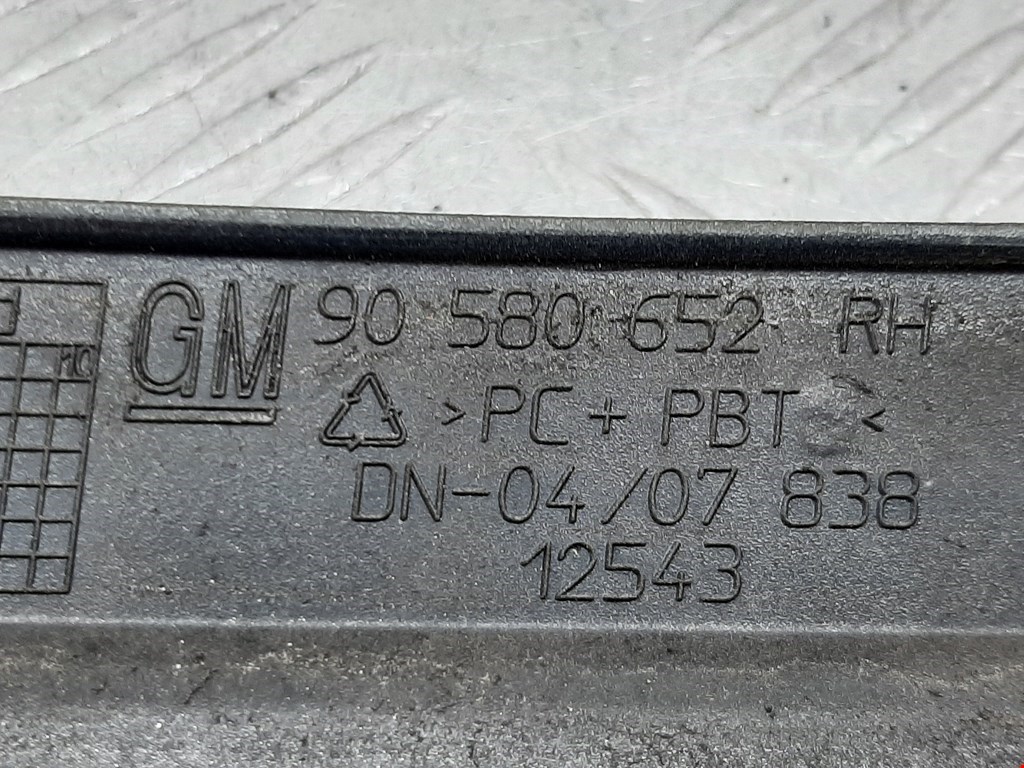 GM 90 580 652 RH
>PC + PBT <
DN-04/07 838
12543